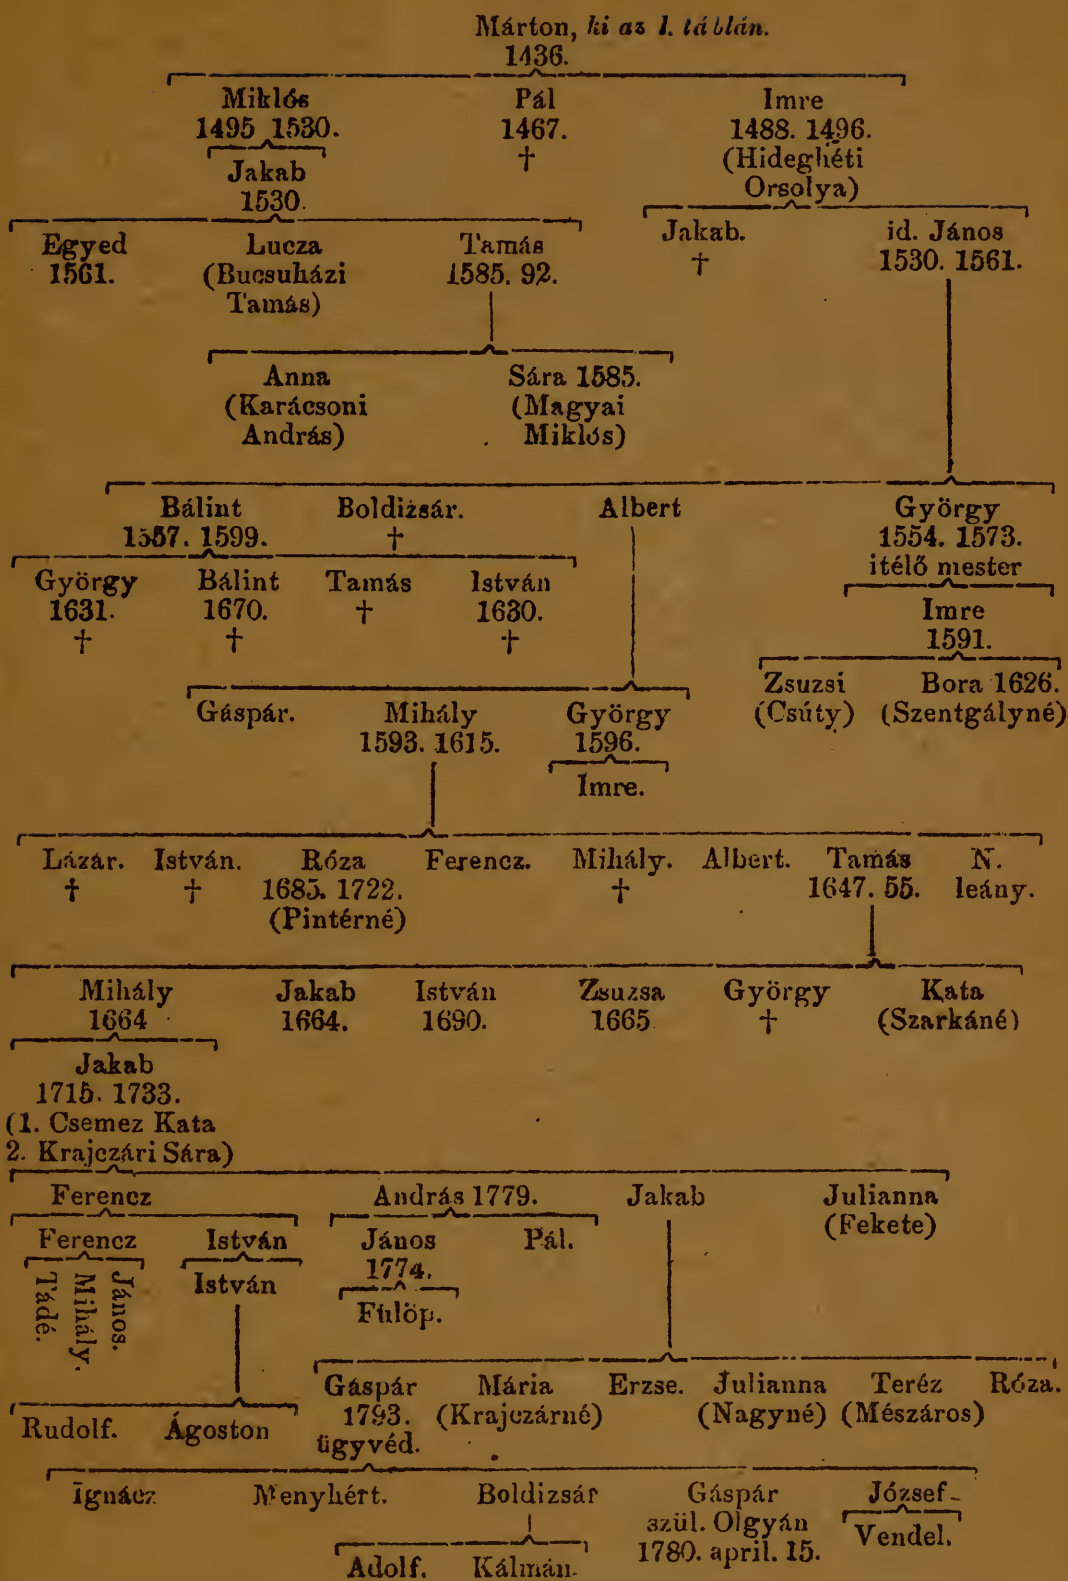 Márton, ki az 1. táblán.
1436.
Miklós Pál Imre
1495 1530. 1467. 1488. 1496.
† (Hideghéti
Jakab Orsolya)
1530.
Egyed Lucza Tamás Jakab. id. János
1561. (Bucsuházi 1585. 92. † 1530. 1561.
Tamás)
Anna Sára 1585.
(Karácsoni (Magyai
András) Miklós)
Bálint Boldizsár. Albert György
1557. 1599. † 1554. 1573.
itélő mester
György Bálint Tamás István
1631. 1670. † 1630.
† † †
Imre
1591.
Zsuzsi Bora 1626.
(Csúty) (Szentgályné)
Gáspár. Mihály György
1593. 1615. 1596.
Imre.
Lázár. István. Róza Ferencz. Mihály. Albert. Tamás N.
† † 1685. 1722. † 1647. 55. leány.
(Pintérné)
Mihály Jakab István Zsuzsa György Kata
1664 1664. 1690. 1665 † (Szarkáné)
Jakab
1715. 1733.
(1. Csemez Kata
2. Krajczári Sára)
Ferencz András 1779. Jakab Julianna
(Fekete)
Ferencz István János Pál.
1774.
János.
Mihály.
Tádé.
István Fülöp.
Gáspár Mária Erzse. Julianna Teréz Róza.
1793. (Krajczárné) (Nagyné) (Mészáros)
ügyvéd.
Rudolf. Ágoston
Ignácz Menyhért. Boldizsár Gáspár József
szül. Olgyán Vendel.
1780. april. 15.
Adolf. Kálmán.